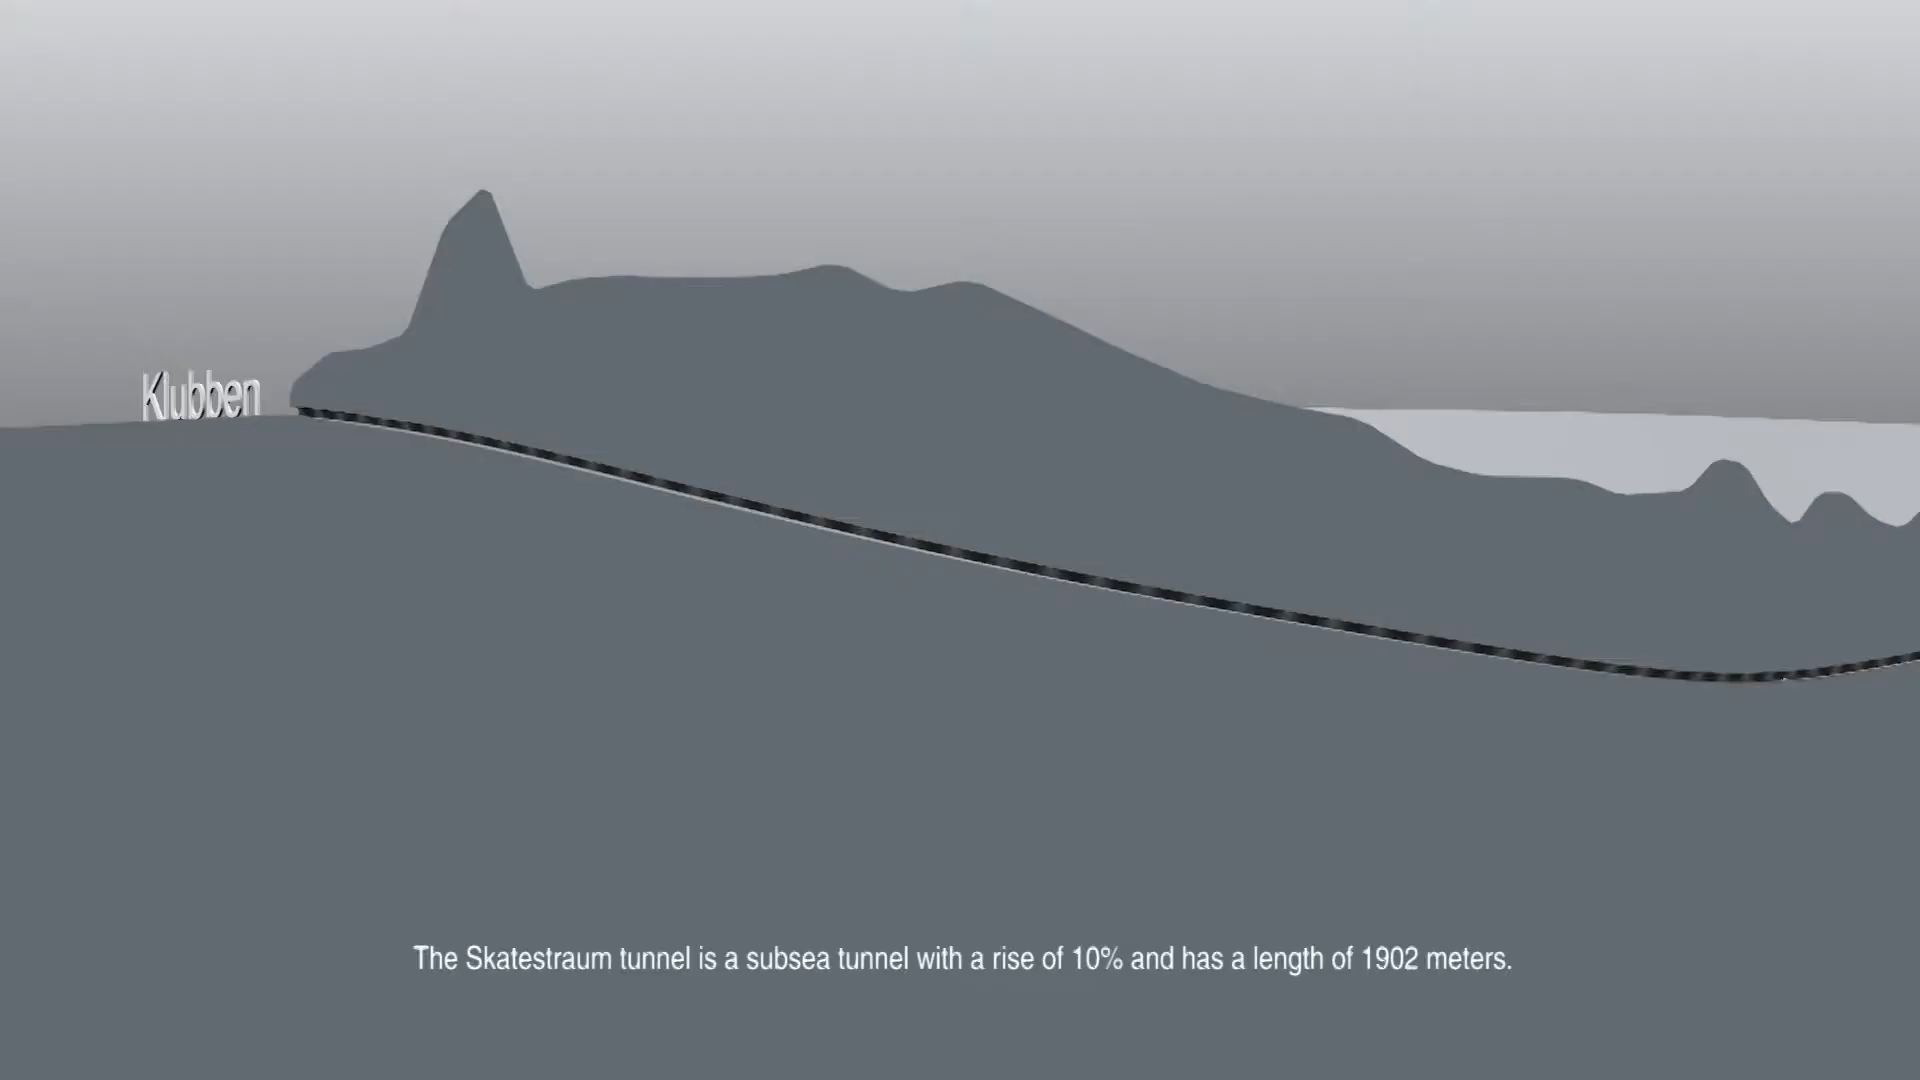 Klubben
The Skatestraum tunnel is a subsea tunnel with a rise of 10% and has a length of 1902 meters.